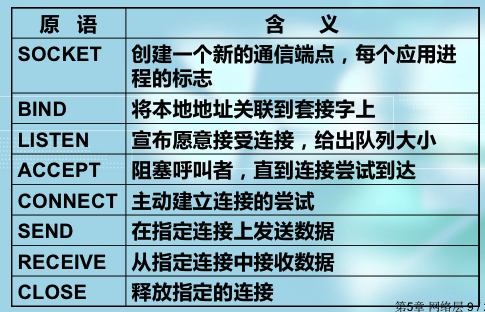 原 语 含 义
SOCKET 创建一个新的通信端点，每个应用进
程的标志
BIND 将本地地址关联到套接字上
LISTEN 宣布愿意接受连接，给出队列大小
ACCEPT 阻塞呼叫者，直到连接尝试到达
CONNECT 主动建立连接的尝试
SEND 在指定连接上发送数据
RECEIVE 从指定连接中接收数据
CLOSE 释放指定的连接
第5章 网络层 9 /